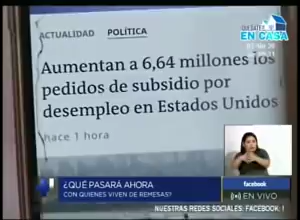 QUÉDATE
EN CASA
ACTUALIDAD POLÍTICA
Aumentan a 6,64 millones los
pedidos de subsidio por
desempleo en Estados Unidos
hace 1 hora
¿QUÉ PASARÁ AHORA
CON QUIENES VIVEN DE REMESAS?
facebook
EN VIVO
NUESTRAS REDES SOCIALES: FACEBOOK: